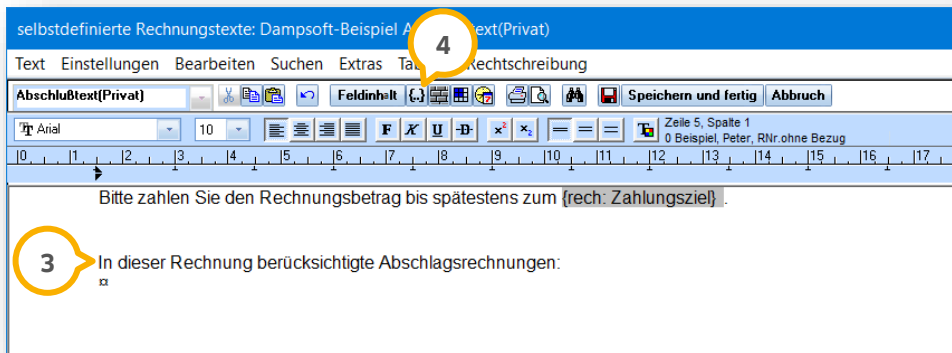 selbstdefinierte Rechnungstexte: Dampsoft-Beispiel A text(Privat)
4
Text Einstellungen Bearbeiten Suchen Extras Tab Rechtschreibung
Abschlußtext(Privat) Feldinhalt {..} Speichern und fertig Abbruch
Arial 10 F K U D x² x₂ Zeile 5, Spalte 1
0 Beispiel, Peter, RNr.ohne Bezug
0 1 2 3 4 5 6 7 8 9 10 11 12 13 14 15 16 17
Bitte zahlen Sie den Rechnungsbetrag bis spätestens zum {rech: Zahlungsziel} .
3
In dieser Rechnung berücksichtigte Abschlagsrechnungen:
¤